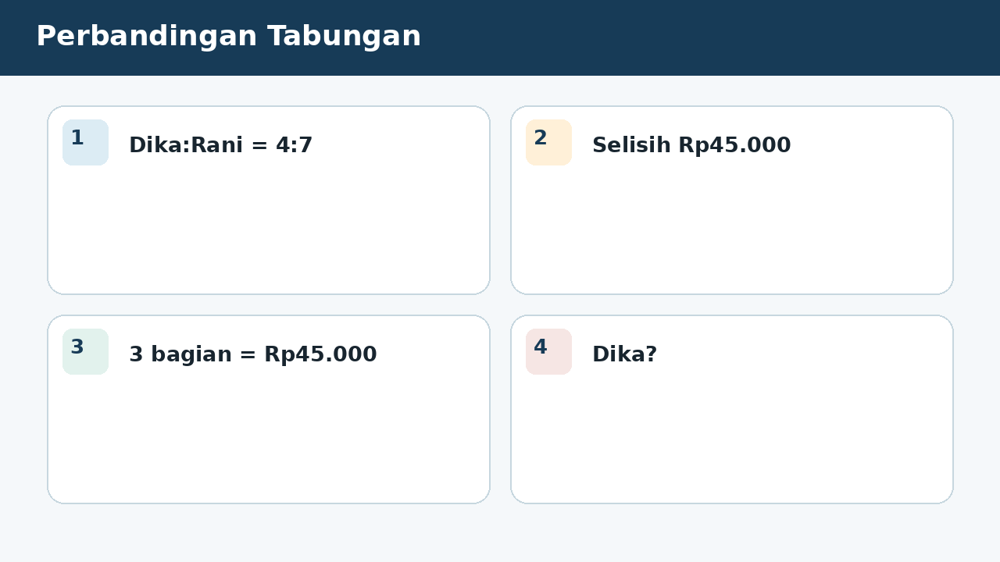 Perbandingan Tabungan
1
Dika:Rani = 4:7
2
Selisih Rp45.000
3
3 bagian = Rp45.000
4
Dika?